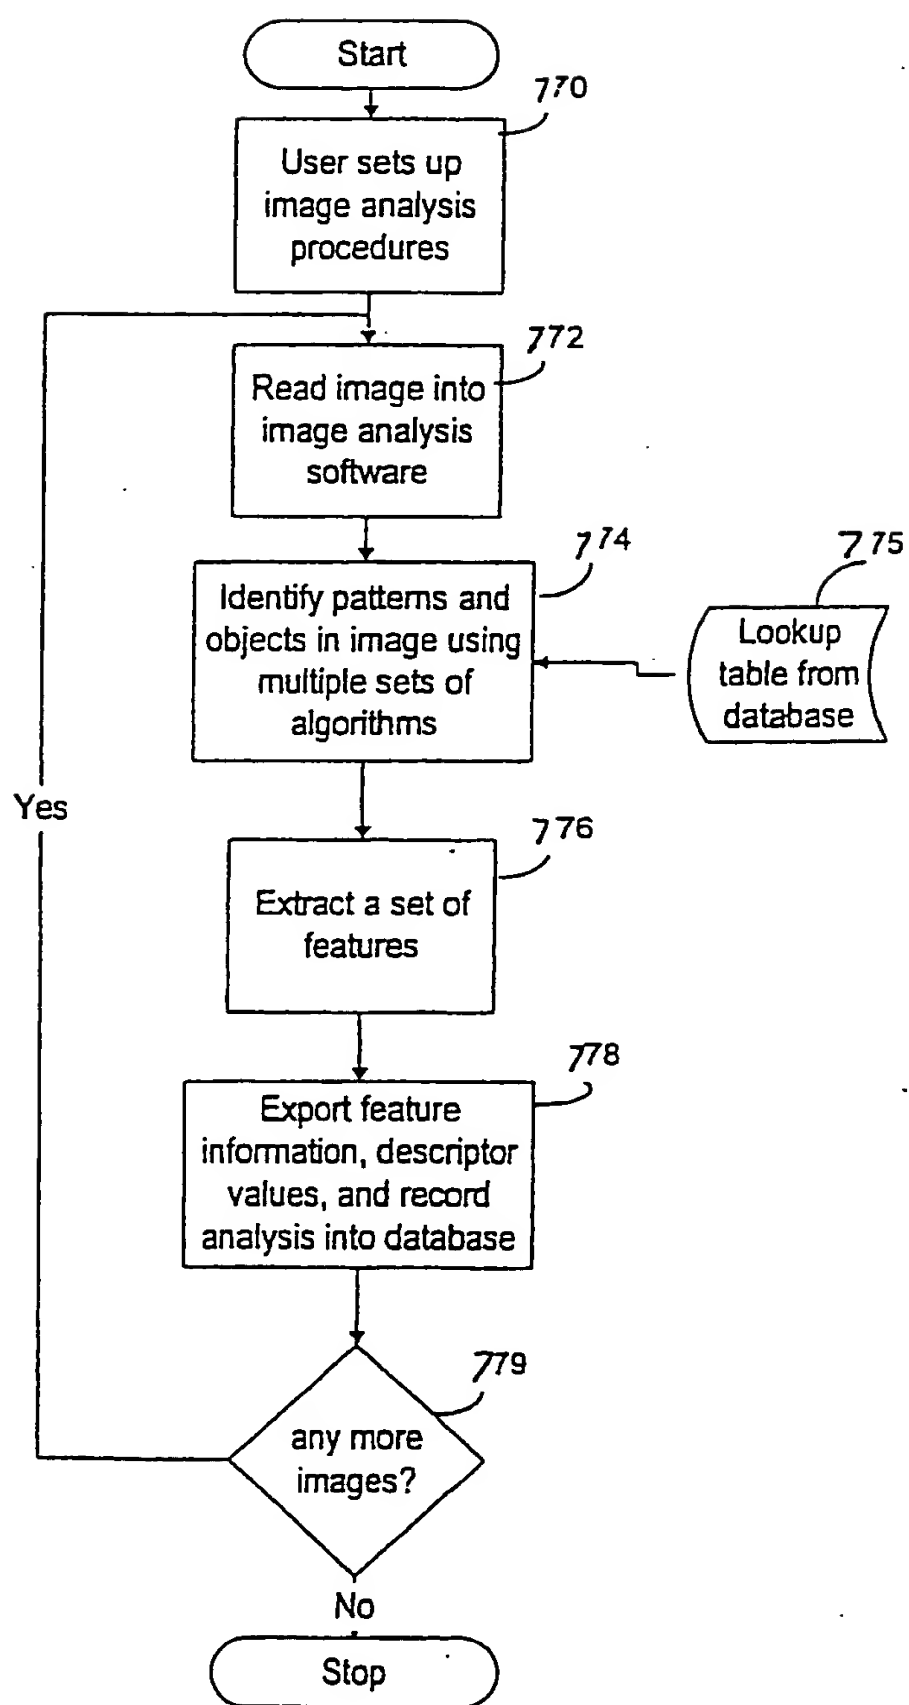 Start
770
User sets up
image analysis
procedures
772
Read image into
image analysis
software
774
775
Identify patterns and
objects in image using
multiple sets of
algorithms
Lookup
table from
database
Yes
776
Extract a set of
features
778
Export feature
information, descriptor
values, and record
analysis into database
779
any more
images?
No
Stop